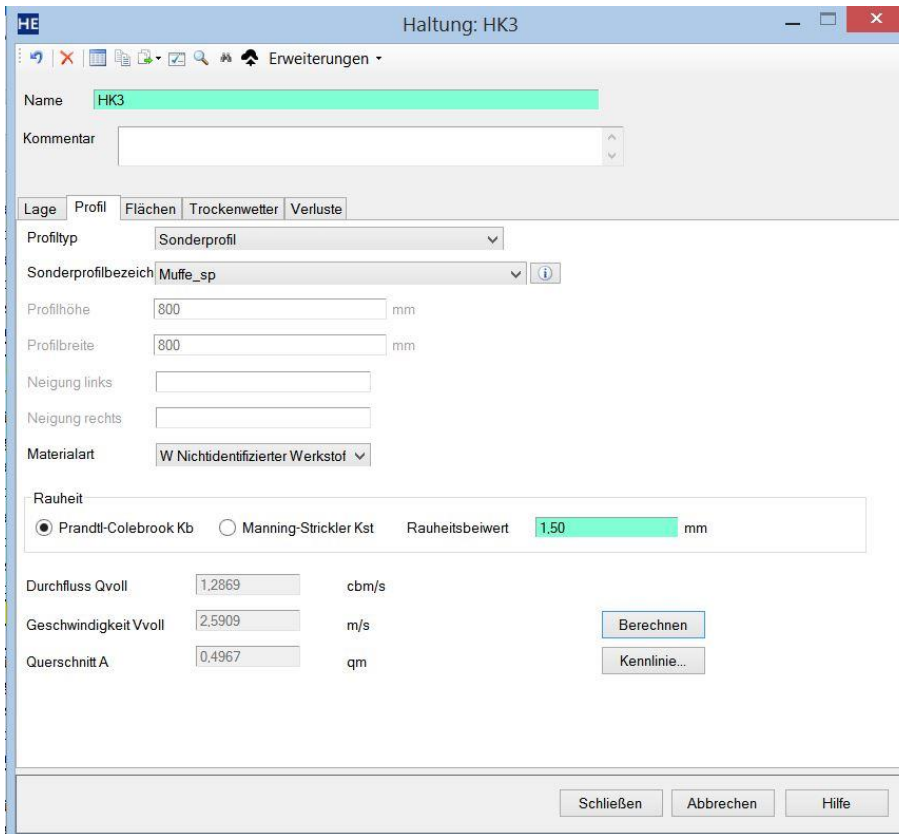 HE Haltung: HK3
Erweiterungen
Name HK3
Kommentar
Lage Profil Flächen Trockenwetter Verluste
Profiltyp Sonderprofil
Sonderprofilbezeich Muffe_sp
Profilhöhe 800 mm
Profilbreite 800 mm
Neigung links
Neigung rechts
Materialart W Nichtidentifizierter Werkstof
Rauheit
Prandtl-Colebrook Kb Manning-Strickler Kst Rauheitsbeiwert 1,50 mm
Durchfluss Qvoll 1,2869 cbm/s
Geschwindigkeit Vvoll 2,5909 m/s Berechnen
Querschnitt A 0,4967 qm Kennlinie...
Schließen Abbrechen Hilfe